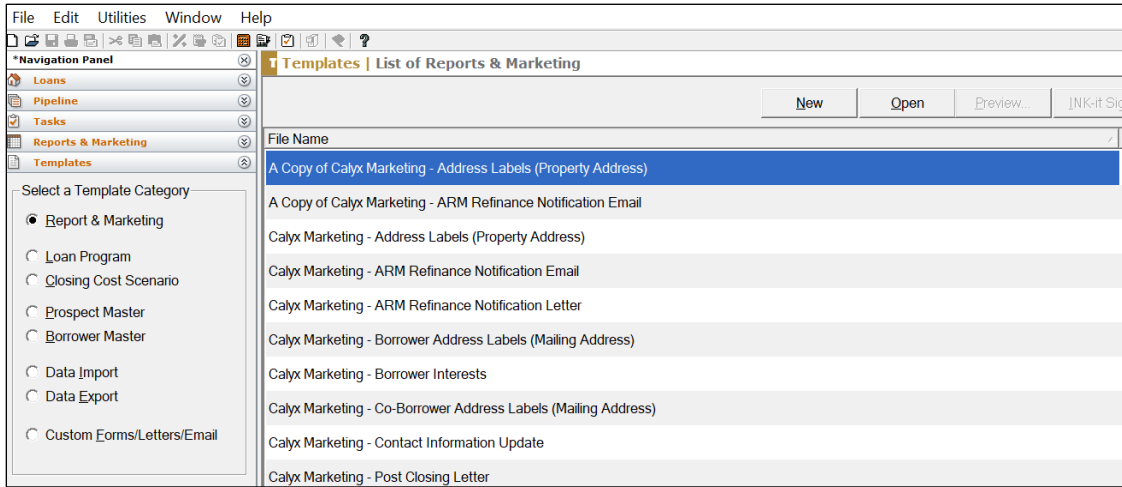 File Edit Utilities Window Help
*Navigation Panel
Loans
Pipeline
Tasks
Reports & Marketing
Templates
Select a Template Category
Report & Marketing
Loan Program
Closing Cost Scenario
Prospect Master
Borrower Master
Data Import
Data Export
Custom Forms/Letters/Email
T Templates | List of Reports & Marketing
New Open Preview... INK-it Sig
File Name
A Copy of Calyx Marketing - Address Labels (Property Address)
A Copy of Calyx Marketing - ARM Refinance Notification Email
Calyx Marketing - Address Labels (Property Address)
Calyx Marketing - ARM Refinance Notification Email
Calyx Marketing - ARM Refinance Notification Letter
Calyx Marketing - Borrower Address Labels (Mailing Address)
Calyx Marketing - Borrower Interests
Calyx Marketing - Co-Borrower Address Labels (Mailing Address)
Calyx Marketing - Contact Information Update
Calyx Marketing - Post Closing Letter